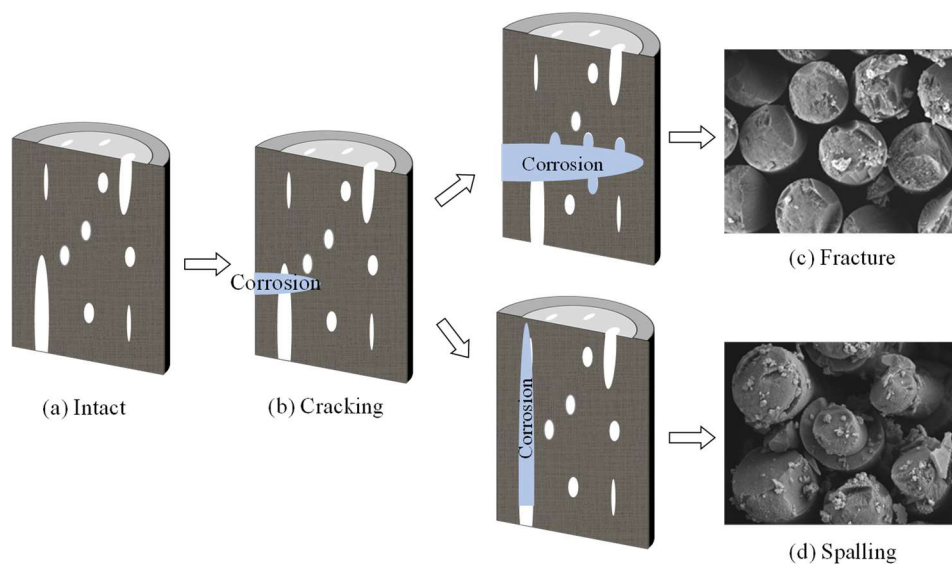 Corrosion
(c) Fracture
Corrosion
(a) Intact
(b) Cracking
Corrosion
(d) Spalling